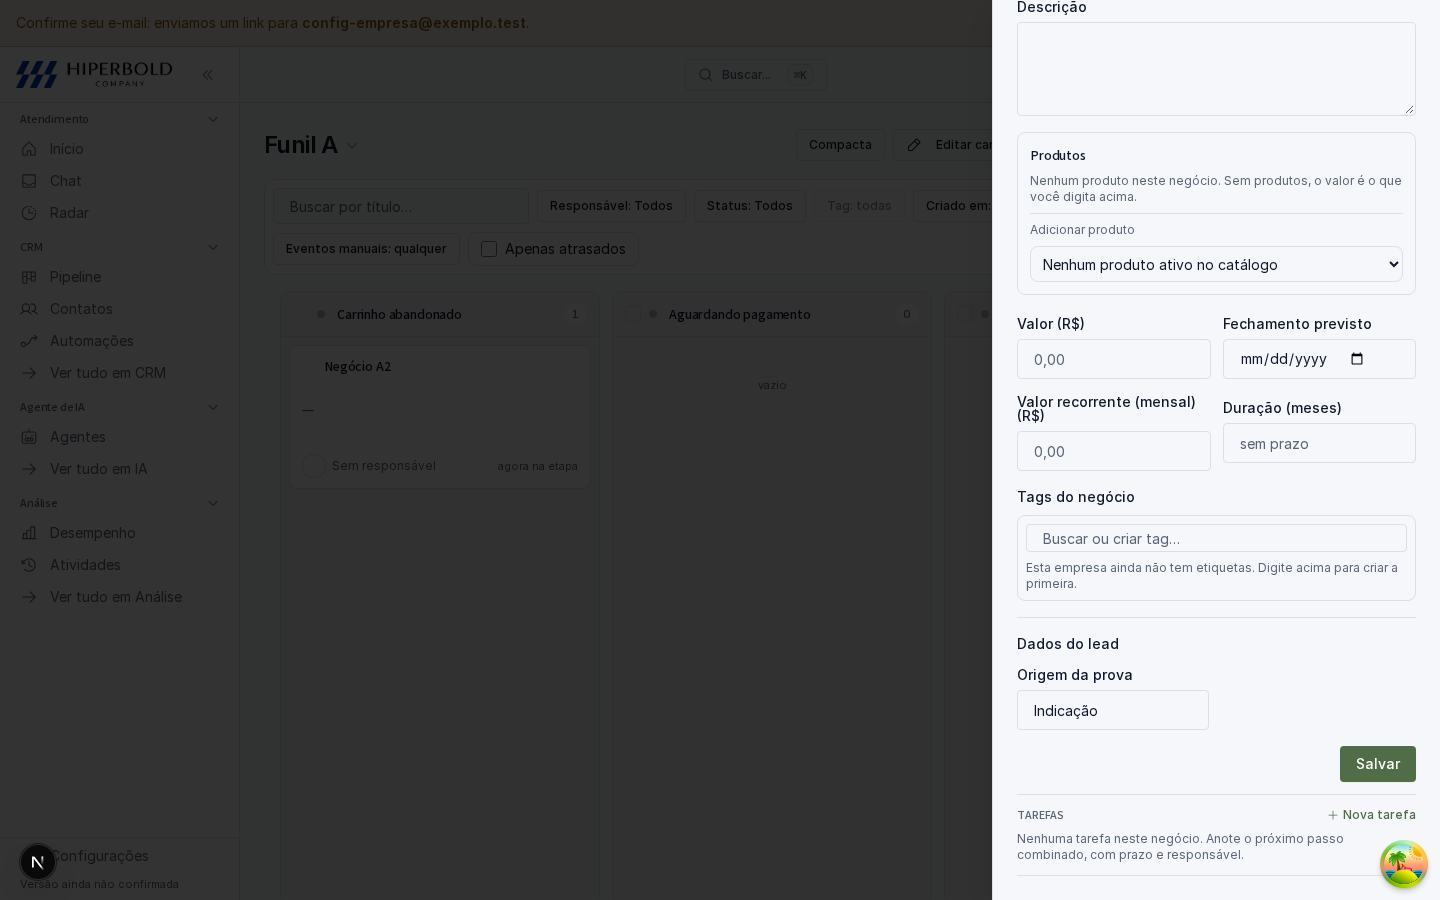 Confirme seu e-mail: enviamos um link para config-empresa@exemplo.test.
HIPERBOLD
COMPANY
Buscar...
⌘K
Atendimento
Início
Chat
Radar
CRM
Pipeline
Contatos
Automações
Ver tudo em CRM
Agente de IA
Agentes
Ver tudo em IA
Análise
Desempenho
Atividades
Ver tudo em Análise
Configurações
Versão ainda não confirmada
N
Funil A
Compacta
Editar
Buscar por título…
Responsável: Todos
Status: Todos
Tag: todas
Criado em:
Eventos manuais: qualquer
Apenas atrasados
Carrinho abandonado
1
Negócio A2
—
Sem responsável
agora na etapa
Aguardando pagamento
0
vazio
Descrição
Produtos
Nenhum produto neste negócio. Sem produtos, o valor é o que
você digita acima.
Adicionar produto
Nenhum produto ativo no catálogo
Valor (R$)
Fechamento previsto
0,00
mm/dd/yyyy
Valor recorrente (mensal)
(R$)
Duração (meses)
0,00
sem prazo
Tags do negócio
Buscar ou criar tag…
Esta empresa ainda não tem etiquetas. Digite acima para criar a
primeira.
Dados do lead
Origem da prova
Indicação
Salvar
TAREFAS
Nova tarefa
Nenhuma tarefa neste negócio. Anote o próximo passo
combinado, com prazo e responsável.